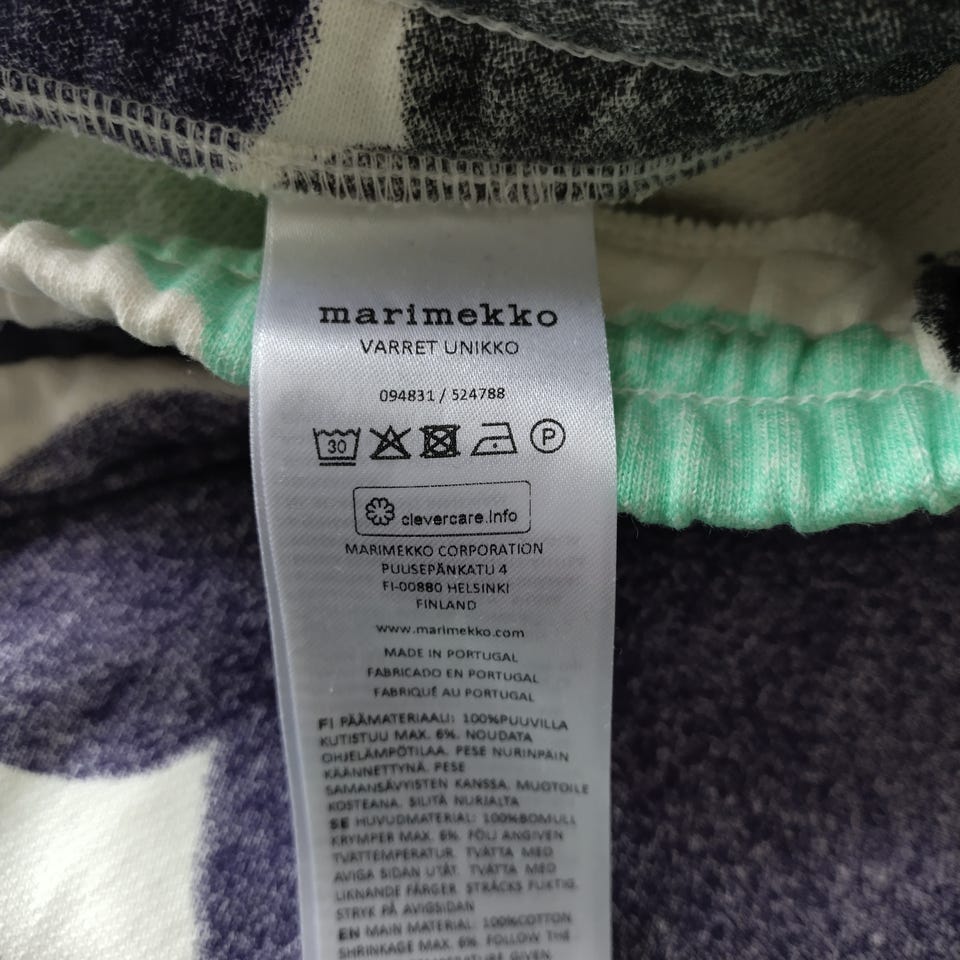 marimekko
VARRET UNIKKO
094831 / 524788
30
P
clevercare.info
MARIMEKKO CORPORATION
PUUSEPÄNKATU 4
FI-00880 HELSINKI
FINLAND
www.marimekko.com
MADE IN PORTUGAL
FABRICADO EN PORTUGAL
FABRIQUÉ AU PORTUGAL
FI PÄÄMATERIAALI: 100%PUUVILLA
KUTISTUU MAX. 6%. NOUDATA
OHJELÄMPÖTILAA. PESE NURINPÄIN
KÄÄNNETTYNÄ. PESE
SAMANSÄVYISTEN KANSSA. MUOTOILE
KOSTEANA. SILITÄ NURJALTA
SE HUVUDMATERIAL: 100%BOMULL
KRYMPER MAX. 6%. FÖLJ ANGIVEN
TVÄTTEMPERATUR. TVÄTTA MED
AVIGA SIDAN UTÅT. TVÄTTA MED
LIKNANDE FÄRGER. STRÄCKS FUKTIG.
STRYK PÅ AVIGSIDAN
EN MAIN MATERIAL: 100%COTTON
SHRINKAGE MAX. 6%. FOLLOW THE
TEMPERATURE GIVEN.